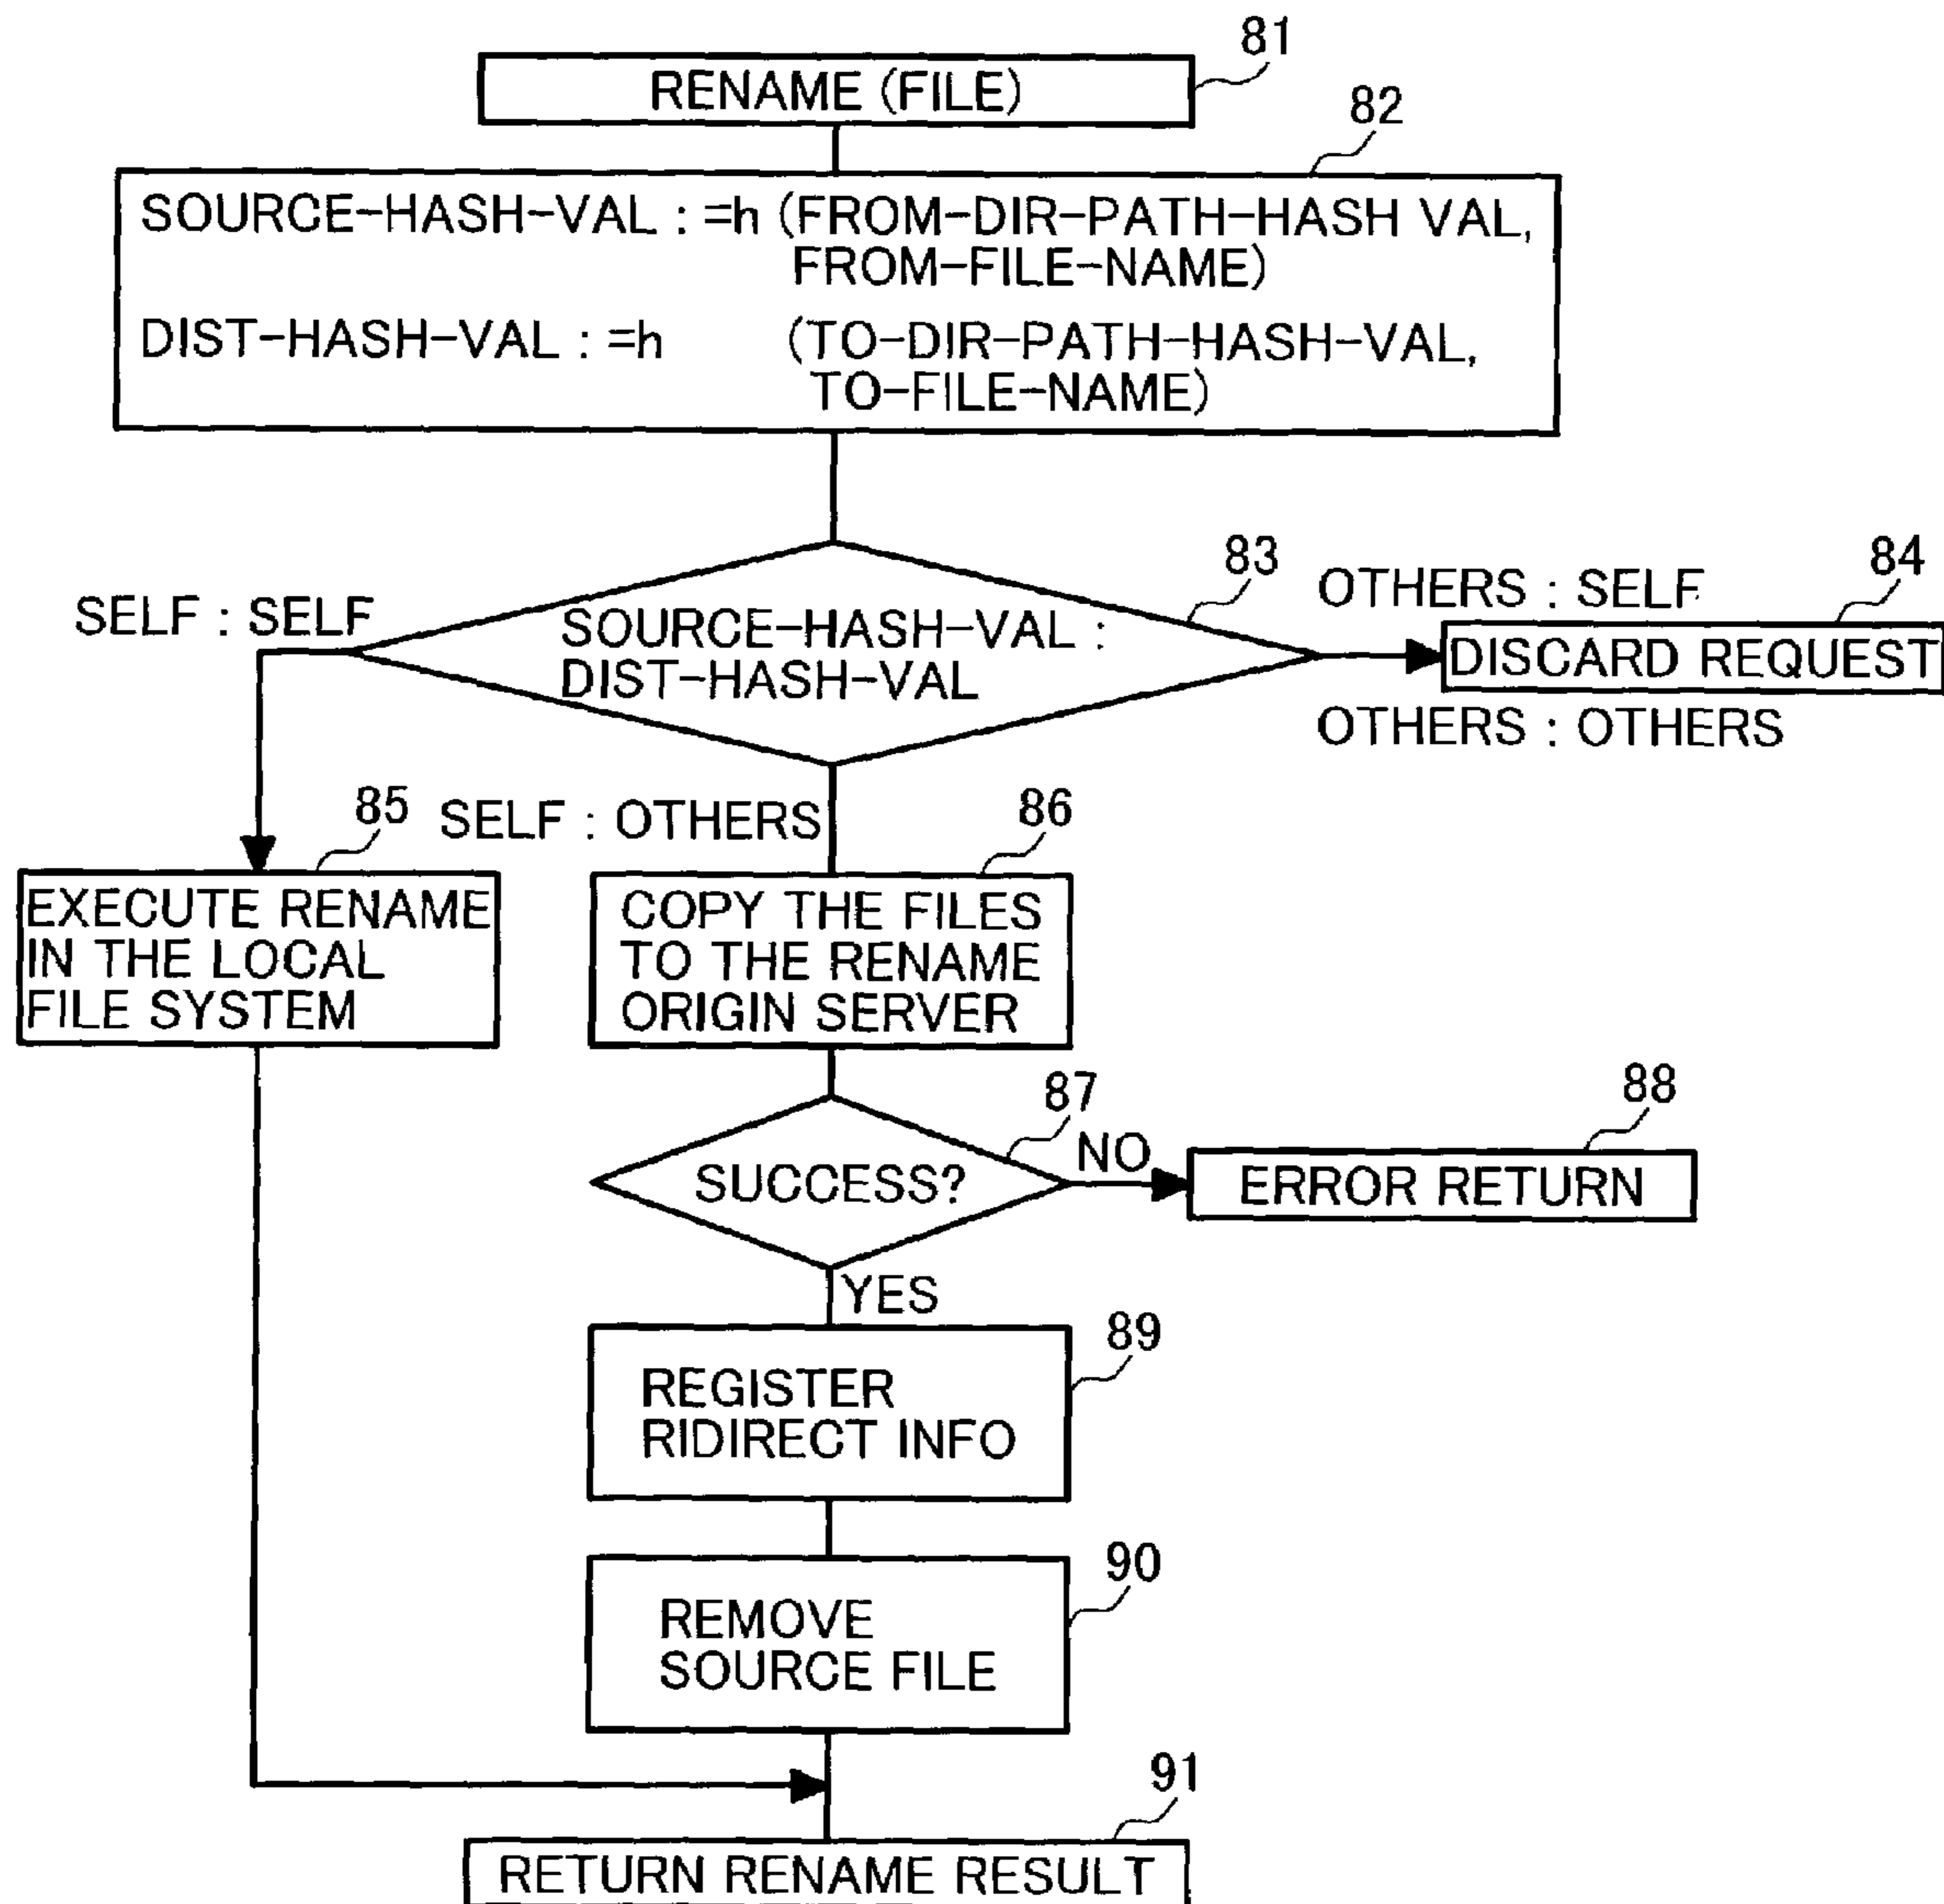 81
RENAME (FILE)
82
SOURCE-HASH-VAL : =h (FROM-DIR-PATH-HASH VAL,
FROM-FILE-NAME)
DIST-HASH-VAL : =h (TO-DIR-PATH-HASH-VAL,
TO-FILE-NAME)
83
SOURCE-HASH-VAL :
DIST-HASH-VAL
SELF : SELF
OTHERS : SELF
84
DISCARD REQUEST
OTHERS : OTHERS
85
SELF : OTHERS
86
EXECUTE RENAME
IN THE LOCAL
FILE SYSTEM
COPY THE FILES
TO THE RENAME
ORIGIN SERVER
87
SUCCESS?
NO
88
ERROR RETURN
YES
89
REGISTER
RIDIRECT INFO
90
REMOVE
SOURCE FILE
91
RETURN RENAME RESULT